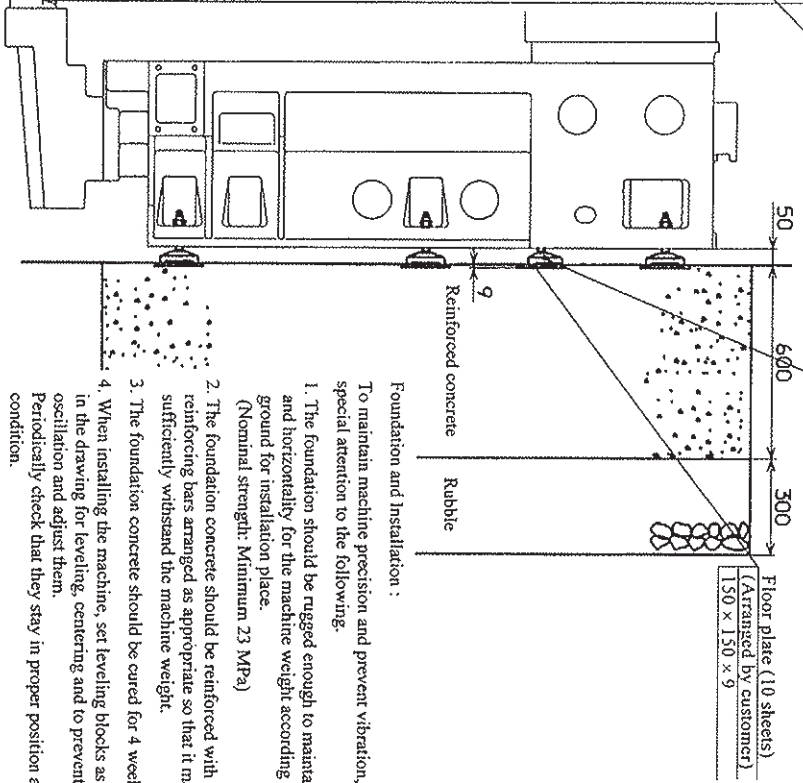 50
600
300
9
Reinforced concrete
Rubble
Floor plate (10 sheets)
(Arranged by customer)
150 × 150 × 9
Foundation and Installation :
To maintain machine precision and prevent vibration,
special attention to the following.
1. The foundation should be rugged enough to
and horizontality for the machine weight according
ground for installation place.
(Nominal strength: Minimum 23 MPa)
2. The foundation concrete should be reinforced with
reinforcing bars arranged as appropriate so that it
sufficiently withstand the machine weight.
3. The foundation concrete should be cured for 4
4. When installing the machine, set leveling blocks as
in the drawing for leveling, centering and to prevent
oscillation and adjust them.
Periodically check that they stay in proper position
condition.